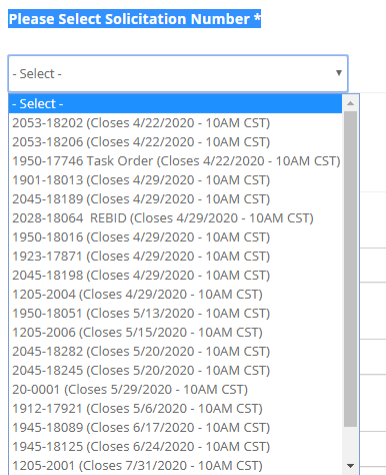 Please Select Solicitation Number *
- Select -
- Select -
2053-18202 (Closes 4/22/2020 - 10AM CST)
2053-18206 (Closes 4/22/2020 - 10AM CST)
1950-17746 Task Order (Closes 4/22/2020 - 10AM CST)
1901-18013 (Closes 4/29/2020 - 10AM CST)
2045-18189 (Closes 4/29/2020 - 10AM CST)
2028-18064  REBID (Closes 4/29/2020 - 10AM CST)
1950-18016 (Closes 4/29/2020 - 10AM CST)
1923-17871 (Closes 4/29/2020 - 10AM CST)
2045-18198 (Closes 4/29/2020 - 10AM CST)
1205-2004 (Closes 4/29/2020 - 10AM CST)
1950-18051 (Closes 5/13/2020 - 10AM CST)
1205-2006 (Closes 5/15/2020 - 10AM CST)
2045-18282 (Closes 5/20/2020 - 10AM CST)
2045-18245 (Closes 5/20/2020 - 10AM CST)
20-0001 (Closes 5/29/2020 - 10AM CST)
1912-17921 (Closes 5/6/2020 - 10AM CST)
1945-18089 (Closes 6/17/2020 - 10AM CST)
1945-18125 (Closes 6/24/2020 - 10AM CST)
1205-2001 (Closes 7/31/2020 - 10AM CST)